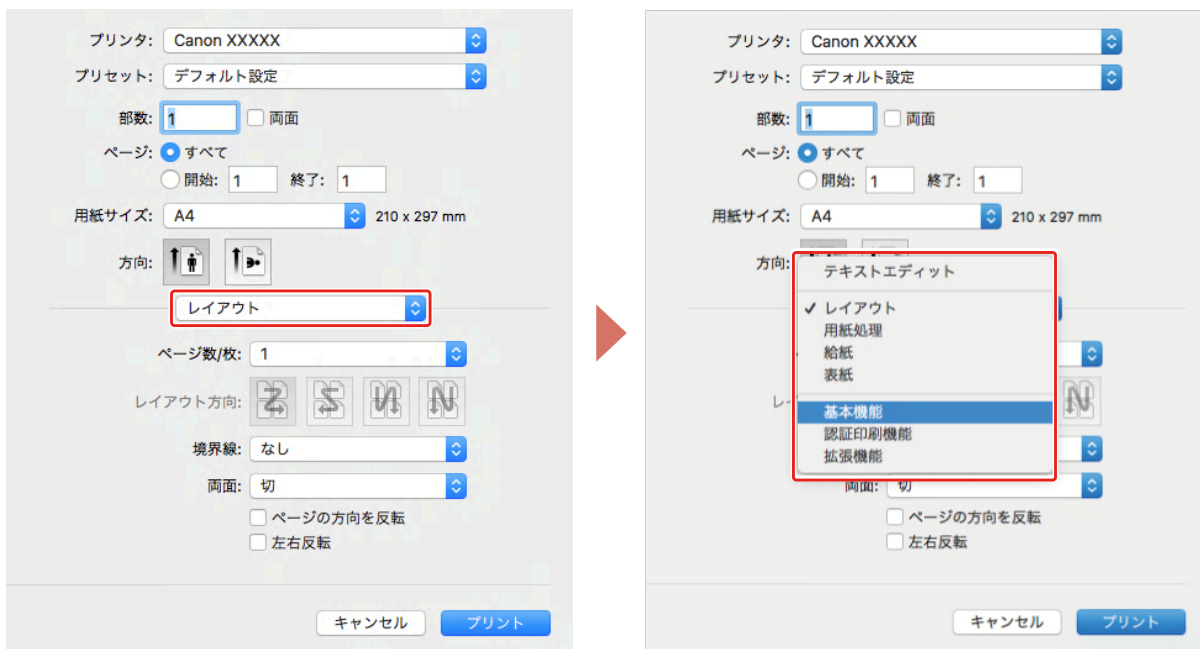 プリンタ: Canon XXXXX
プリセット: デフォルト設定
部数: 1 両面
ページ: すべて
開始: 1 終了: 1
用紙サイズ: A4 210 x 297 mm
方向:
レイアウト
ページ数/枚: 1
レイアウト方向:
境界線: なし
両面: 切
ページの方向を反転
左右反転
キャンセル プリント
プリンタ: Canon XXXXX
プリセット: デフォルト設定
部数: 1 両面
ページ: すべて
開始: 1 終了: 1
用紙サイズ: A4 210 x 297 mm
方向:
テキストエディット
✓ レイアウト
用紙処理
給紙
表紙
レ
基本機能
認証印刷機能
拡張機能
両面: 切
ページの方向を反転
左右反転
キャンセル プリント